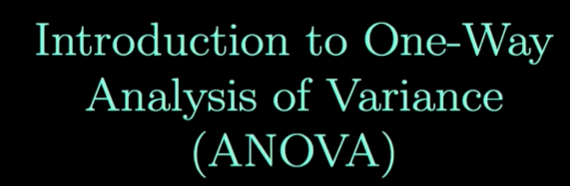 Introduction to One-Way
Analysis of Variance
(ANOVA)